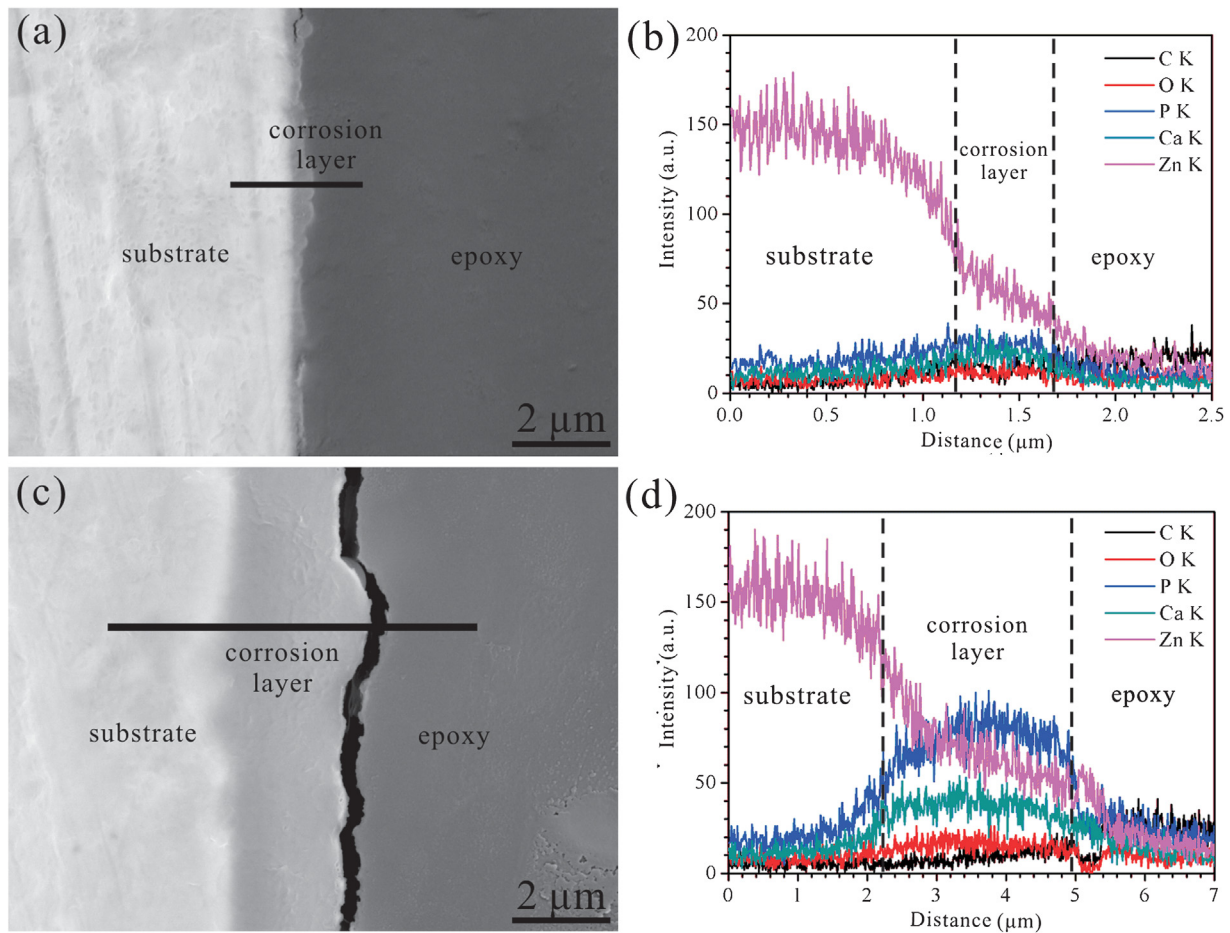 (a)
corrosion
layer
substrate
epoxy
2 μm
(b)
200
150
100
50
0
Intensity (a.u.)
C K
O K
P K
Ca K
Zn K
corrosion
layer
substrate
epoxy
0.0 0.5 1.0 1.5 2.0 2.5
Distance (μm)
(c)
corrosion
layer
substrate
epoxy
2 μm
(d)
200
150
100
50
0
Intensity (a.u.)
C K
O K
P K
Ca K
Zn K
corrosion
layer
substrate
epoxy
0 1 2 3 4 5 6 7
Distance (μm)